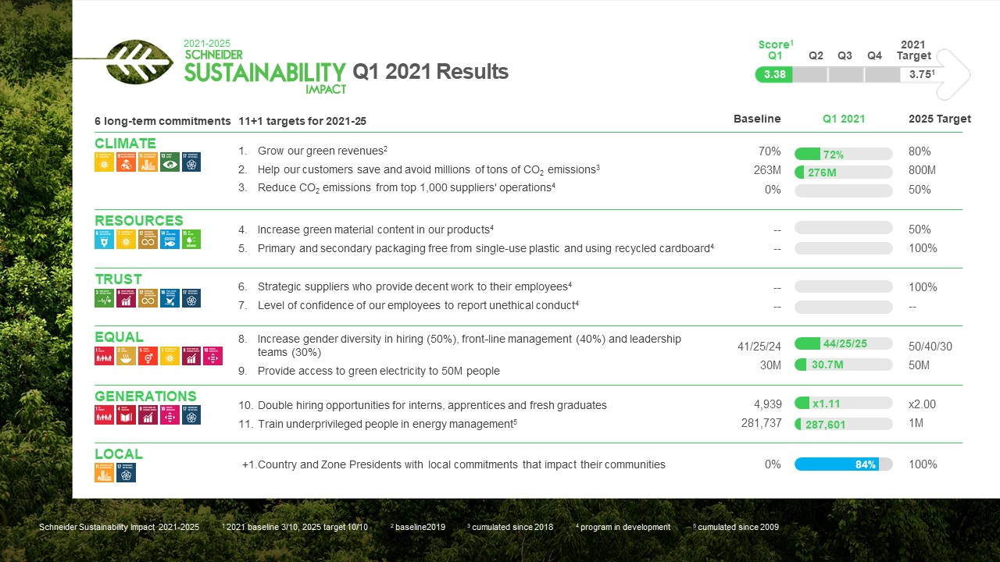 2021-2025
SCHNEIDER
SUSTAINABILITY
IMPACT
Q1 2021 Results
Score¹
Q1 Q2 Q3 Q4 2021 Target
3.38 3.75¹
6 long-term commitments 11+1 targets for 2021-25 Baseline Q1 2021 2025 Target
CLIMATE
1. Grow our green revenues² 70% 72% 80%
2. Help our customers save and avoid millions of tons of CO₂ emissions³ 263M 276M 800M
3. Reduce CO₂ emissions from top 1,000 suppliers' operations⁴ 0% 50%
RESOURCES
4. Increase green material content in our products⁴ -- 50%
5. Primary and secondary packaging free from single-use plastic and using recycled cardboard⁴ -- 100%
TRUST
6. Strategic suppliers who provide decent work to their employees⁴ -- 100%
7. Level of confidence of our employees to report unethical conduct⁴ -- --
EQUAL
8. Increase gender diversity in hiring (50%), front-line management (40%) and leadership
teams (30%) 41/25/24 44/25/25 50/40/30
9. Provide access to green electricity to 50M people 30M 30.7M 50M
GENERATIONS
10. Double hiring opportunities for interns, apprentices and fresh graduates 4,939 x1.11 x2.00
11. Train underprivileged people in energy management⁵ 281,737 287,601 1M
LOCAL
+1. Country and Zone Presidents with local commitments that impact their communities 0% 84% 100%
Schneider Sustainability Impact 2021-2025 ¹ 2021 baseline 3/10, 2025 target 10/10 ² baseline2019 ³ cumulated since 2018 ⁴ program in development ⁵ cumulated since 2009